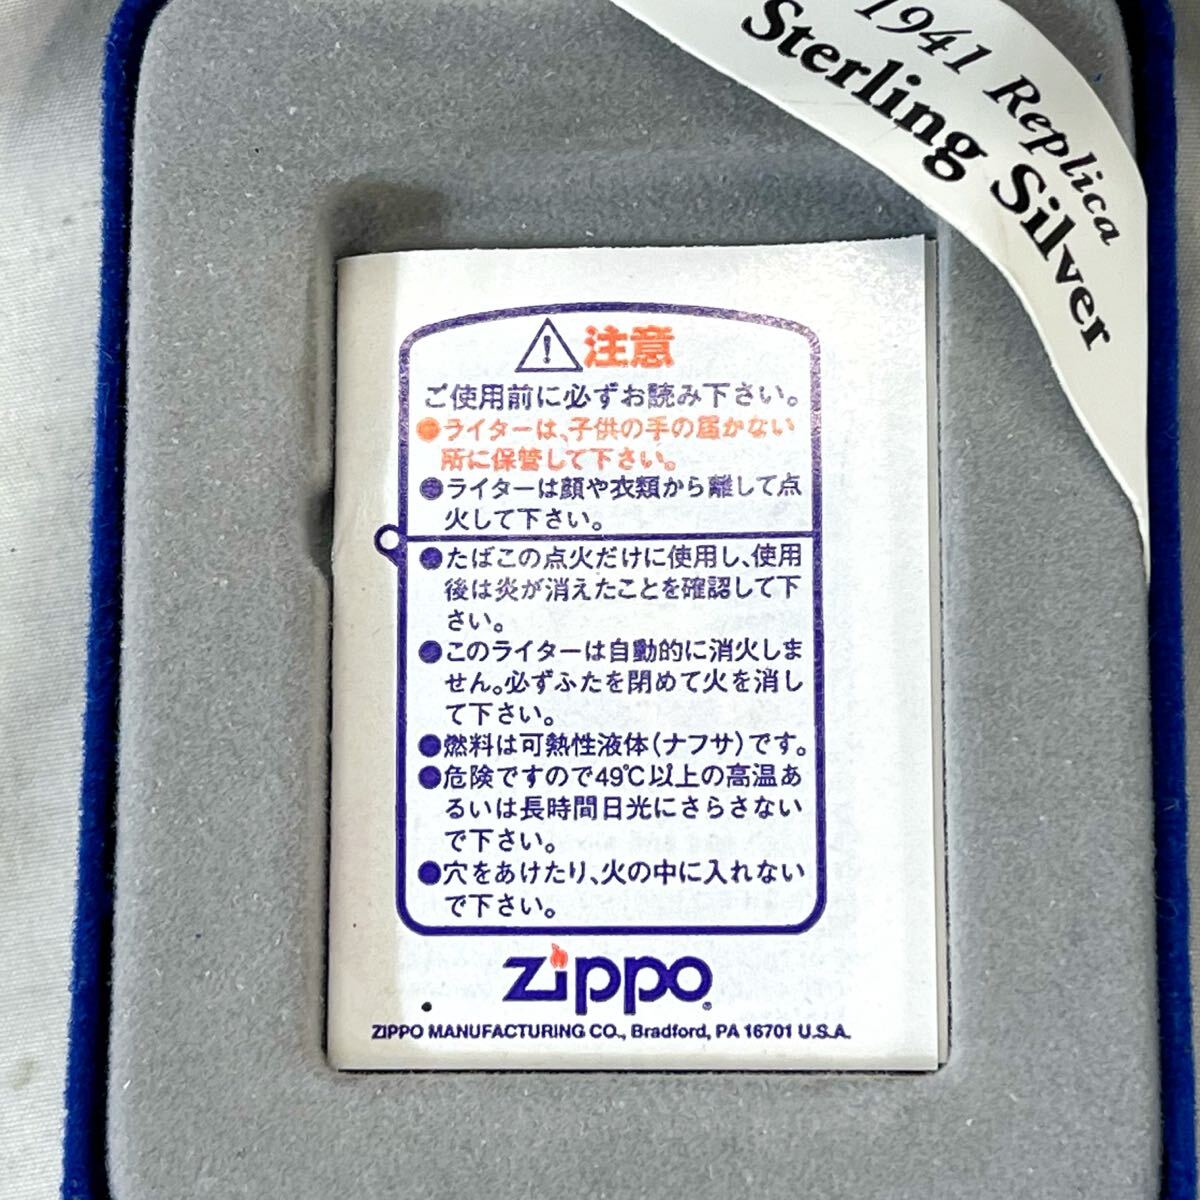 1941 Replica
Sterling Silver
注意
ご使用前に必ずお読み下さい。
●ライターは、子供の手の届かない
所に保管して下さい。
●ライターは顔や衣類から離して点
火して下さい。
●たばこの点火だけに使用し、使用
後は炎が消えたことを確認して下
さい。
●このライターは自動的に消火しま
せん。必ずふたを閉めて火を消し
て下さい。
●燃料は可熱性液体(ナフサ)です。
●危険ですので49℃以上の高温あ
るいは長時間日光にさらさない
で下さい。
●穴をあけたり、火の中に入れない
で下さい。
zippo
ZIPPO MANUFACTURING CO., Bradford, PA 16701 U.S.A.